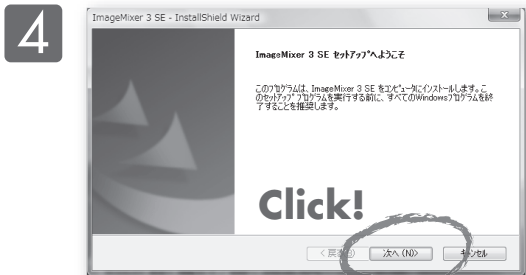 4
ImageMixer 3 SE - InstallShield Wizard
ImageMixer 3 SE セットアップへようこそ
このプログラムは、ImageMixer 3 SE をコンピュータにインストールします。こ
のセットアップ プログラムを実行する前に、すべてのWindowsプログラムを終
了することを推奨します。
Click!
< 戻る(B) 次へ (N)> キャンセル